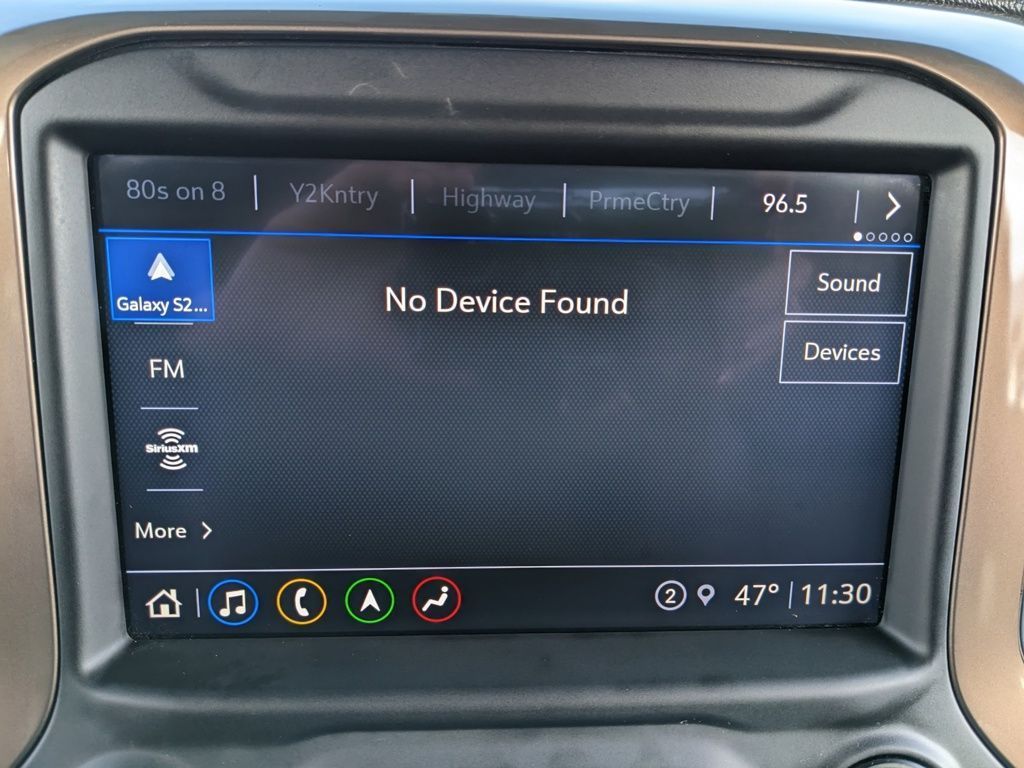 80s on 8 | Y2Kntry | Highway | PrmeCtry | 96.5
Galaxy S2...
No Device Found
Sound
Devices
FM
SiriusXM
More
2 47° | 11:30